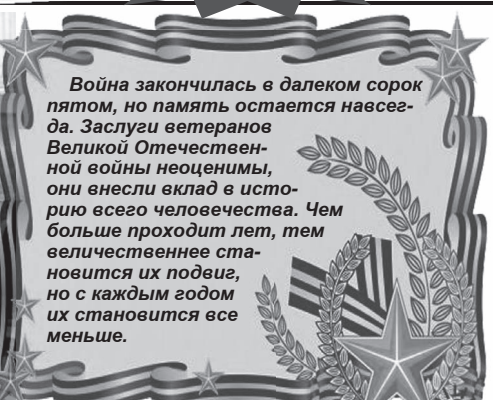 Война закончилась в далеком сорок
пятом, но память остается навсег-
да. Заслуги ветеранов
Великой Отечествен-
ной войны неоценимы,
они внесли вклад в исто-
рию всего человечества. Чем
больше проходит лет, тем
величественнее ста-
новится их подвиг,
но с каждым годом
их становится все
меньше.